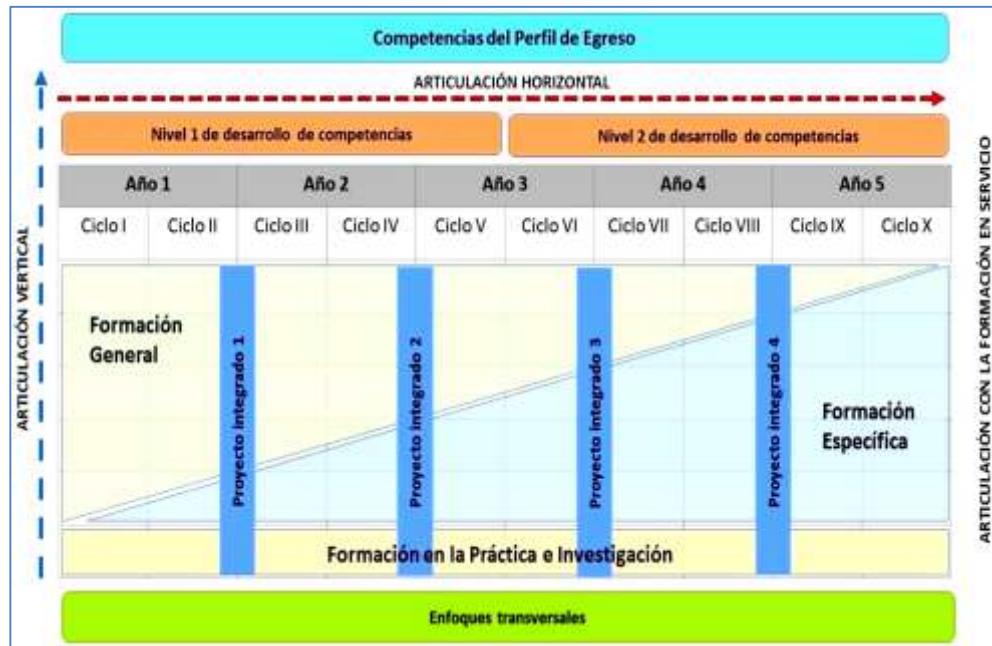 Competencias del Perfil de Egreso
ARTICULACIÓN HORIZONTAL
Nivel 1 de desarrollo de competencias
Nivel 2 de desarrollo de competencias
Año 1
Año 2
Año 3
Año 4
Año 5
Ciclo I
Ciclo II
Ciclo III
Ciclo IV
Ciclo V
Ciclo VI
Ciclo VII
Ciclo VIII
Ciclo IX
Ciclo X
ARTICULACIÓN VERTICAL
Formación
General
Proyecto integrado 1
Proyecto integrado 2
Proyecto integrado 3
Proyecto integrado 4
Formación
Específica
Formación en la Práctica e Investigación
Enfoques transversales
ARTICULACIÓN CON LA FORMACIÓN EN SERVICIO